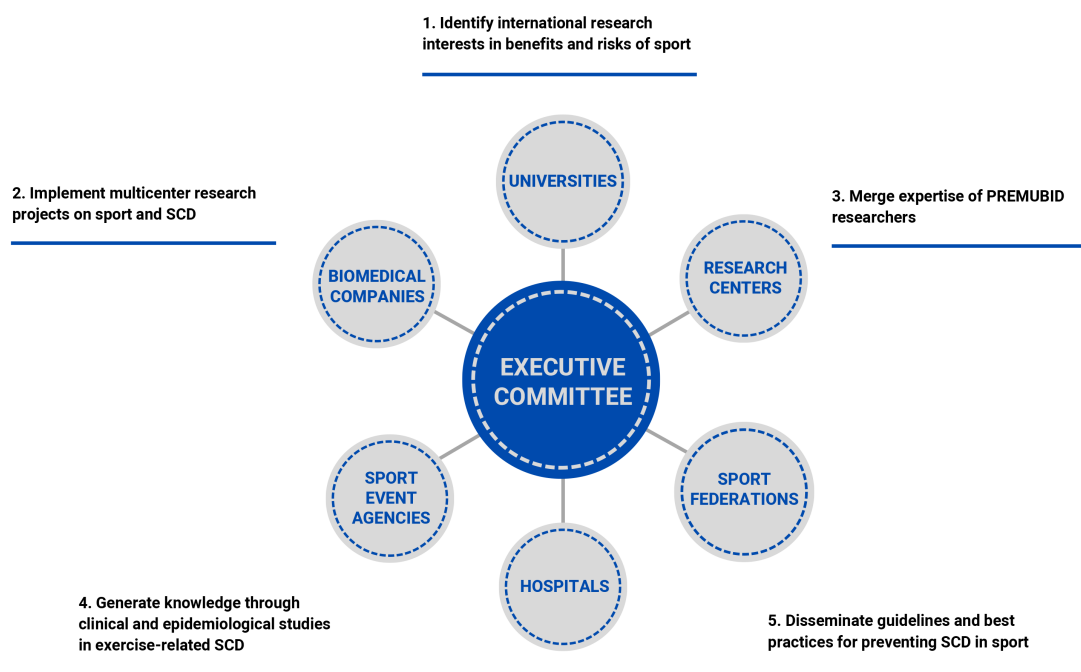 1. Identify international research
interests in benefits and risks of sport
2. Implement multicenter research
projects on sport and SCD
3. Merge expertise of PREMUBID
researchers
UNIVERSITIES
BIOMEDICAL
COMPANIES
RESEARCH
CENTERS
EXECUTIVE
COMMITTEE
SPORT
EVENT
AGENCIES
SPORT
FEDERATIONS
HOSPITALS
4. Generate knowledge through
clinical and epidemiological studies
in exercise-related SCD
5. Disseminate guidelines and best
practices for preventing SCD in sport